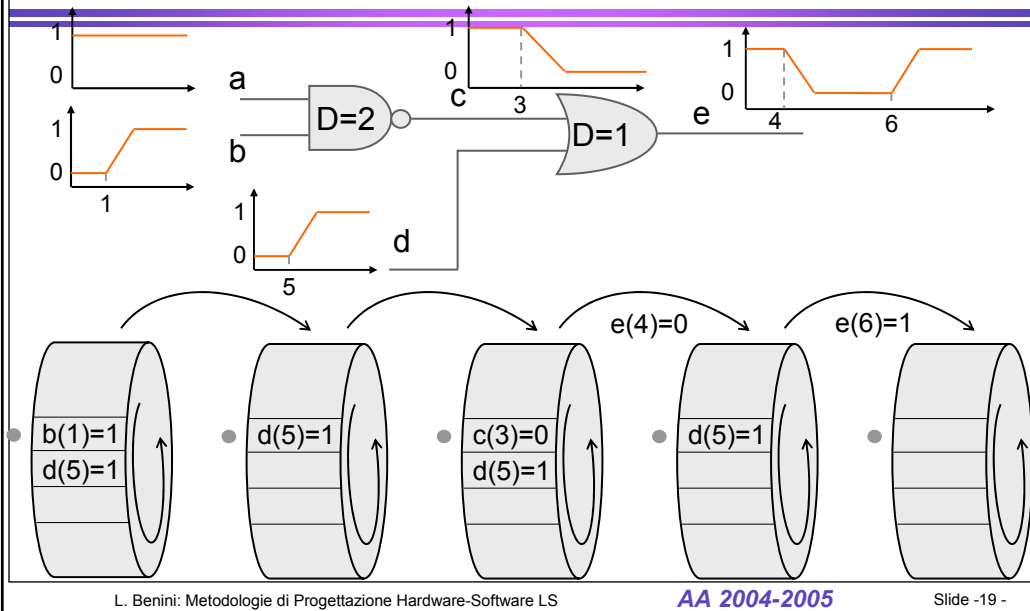 1
0
1
0
1
0
1
0
1
0
a
b
c
d
e
D=2
D=1
1
3
4
6
5
e(4)=0
e(6)=1
b(1)=1
d(5)=1
d(5)=1
c(3)=0
d(5)=1
d(5)=1
L. Benini: Metodologie di Progettazione Hardware-Software LS
AA 2004-2005
Slide -19 -